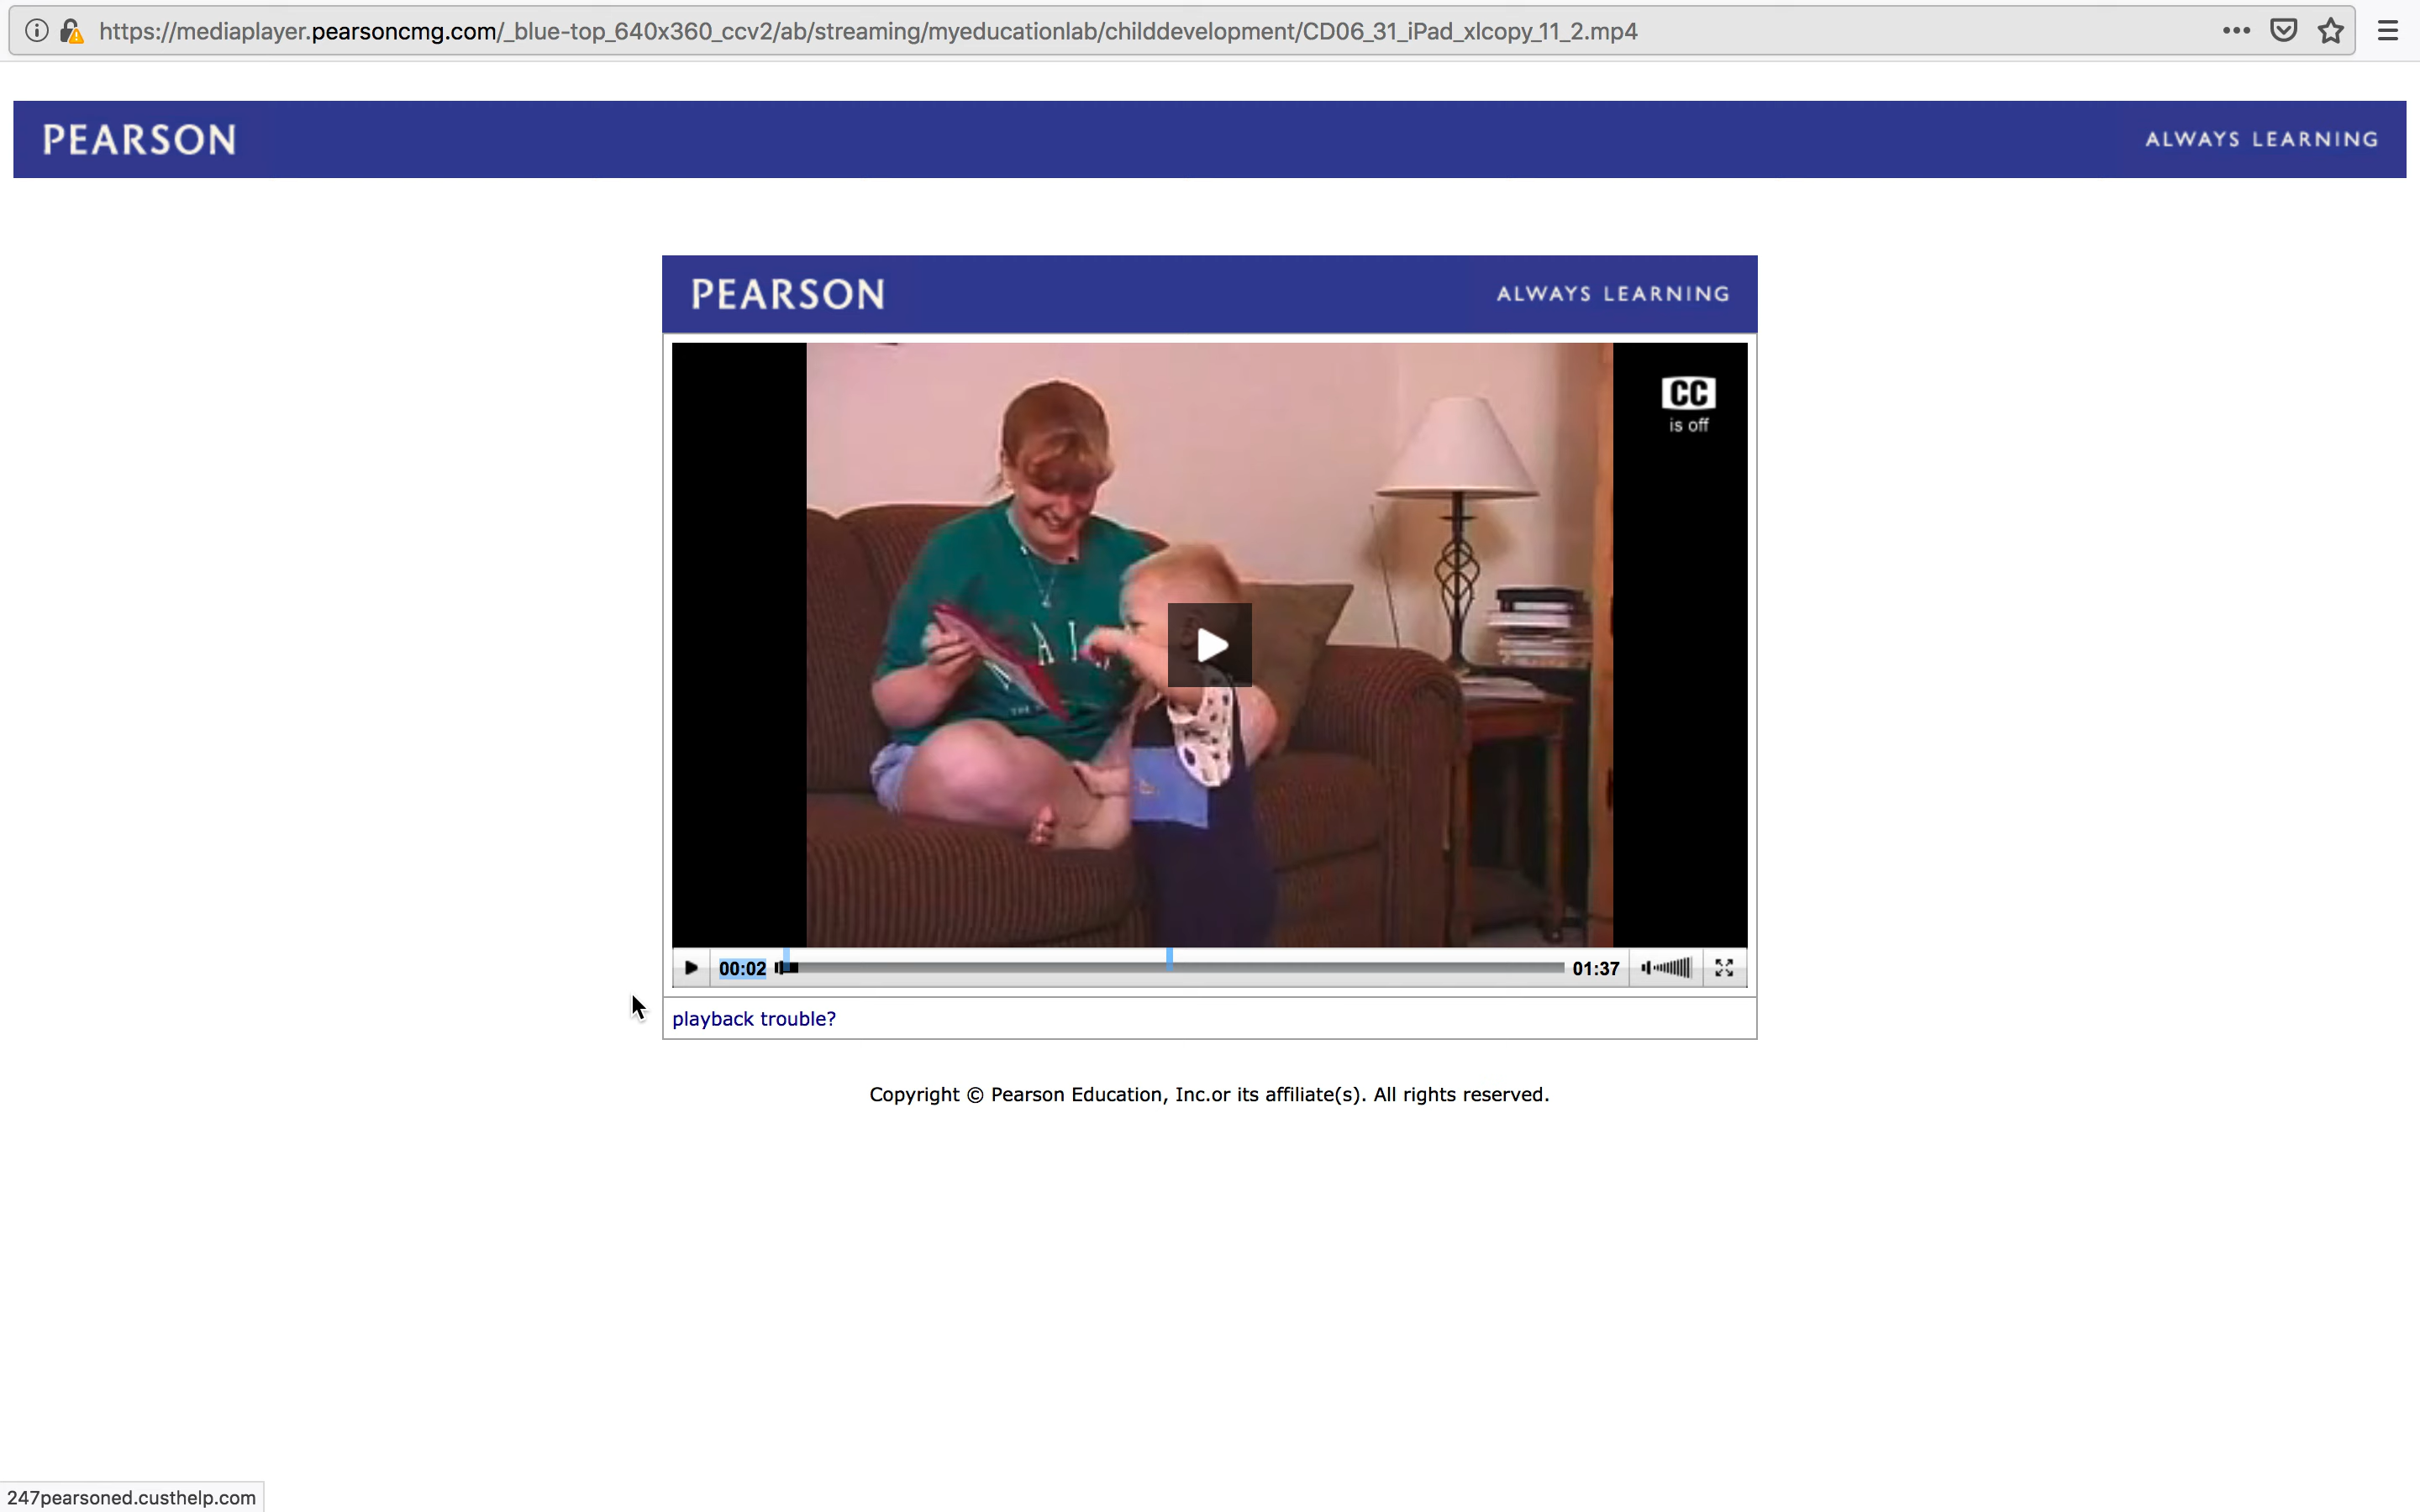 https://mediaplayer.pearsoncmg.com/_blue-top_640x360_ccv2/ab/streaming/myeducationlab/childdevelopment/CD06_31_iPad_xlcopy_11_2.mp4
PEARSON
ALWAYS LEARNING
PEARSON
ALWAYS LEARNING
CC
is off
00:02
01:37
playback trouble?
Copyright © Pearson Education, Inc.or its affiliate(s). All rights reserved.
247pearsoned.custhelp.com